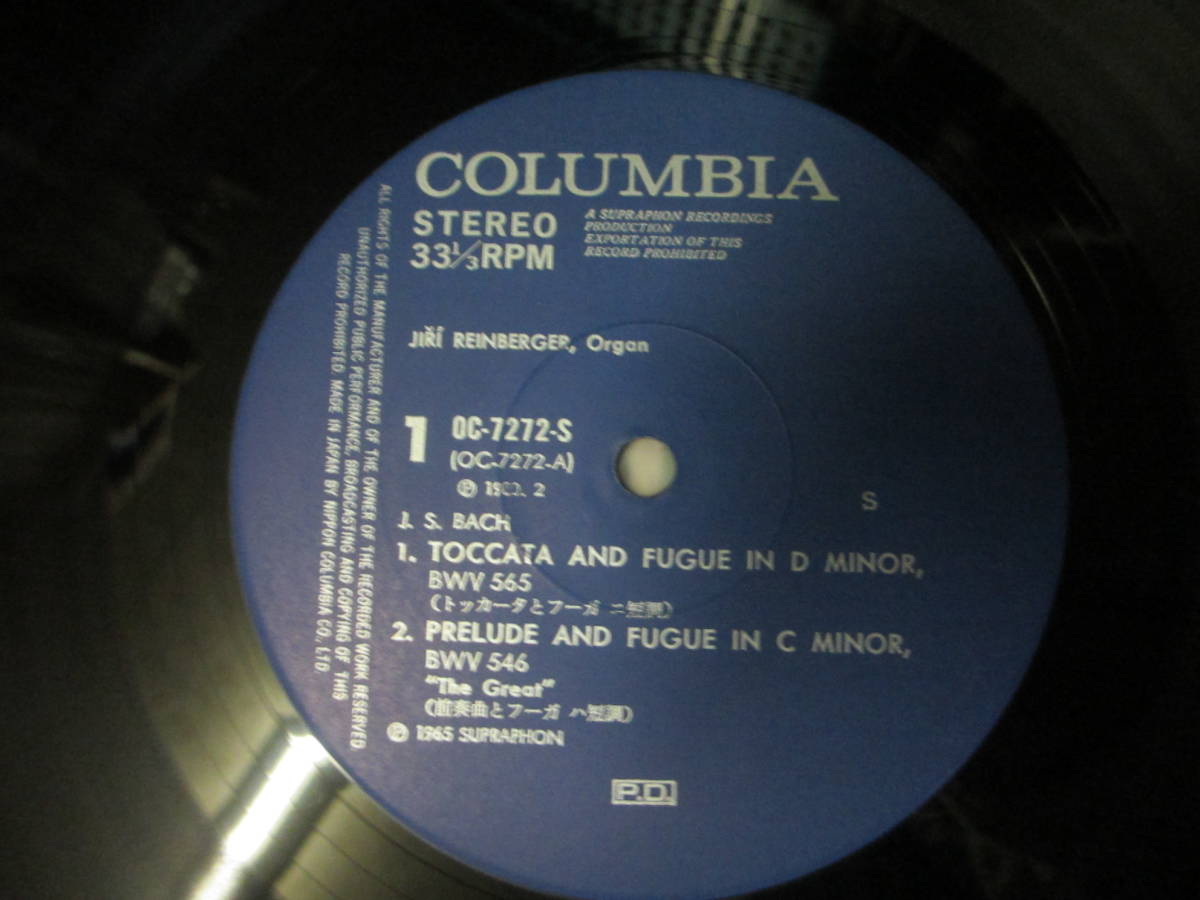 COLUMBIA
STEREO
33⅓RPM
A SUPRAPHON RECORDINGS
PRODUCTION
EXPORTATION OF THIS
RECORD PROHIBITED
JIŘÍ REINBERGER, Organ
1
OC-7272-S
(OC-7272-A)
S
J. S. BACH
1. TOCCATA AND FUGUE IN D MINOR,
BWV 565
(トッカータとフーガ ニ短調)
2. PRELUDE AND FUGUE IN C MINOR,
BWV 546
"The Great"
(前奏曲とフーガ ハ短調)
Ⓟ 1965 SUPRAPHON
P.D.
ALL RIGHTS OF THE MANUFACTURER AND OF THE OWNER OF THE RECORDED WORK RESERVED.
UNAUTHORIZED PUBLIC PERFORMANCE, BROADCASTING AND COPYING OF THIS
RECORD PROHIBITED. MADE IN JAPAN BY NIPPON COLUMBIA CO., LTD.